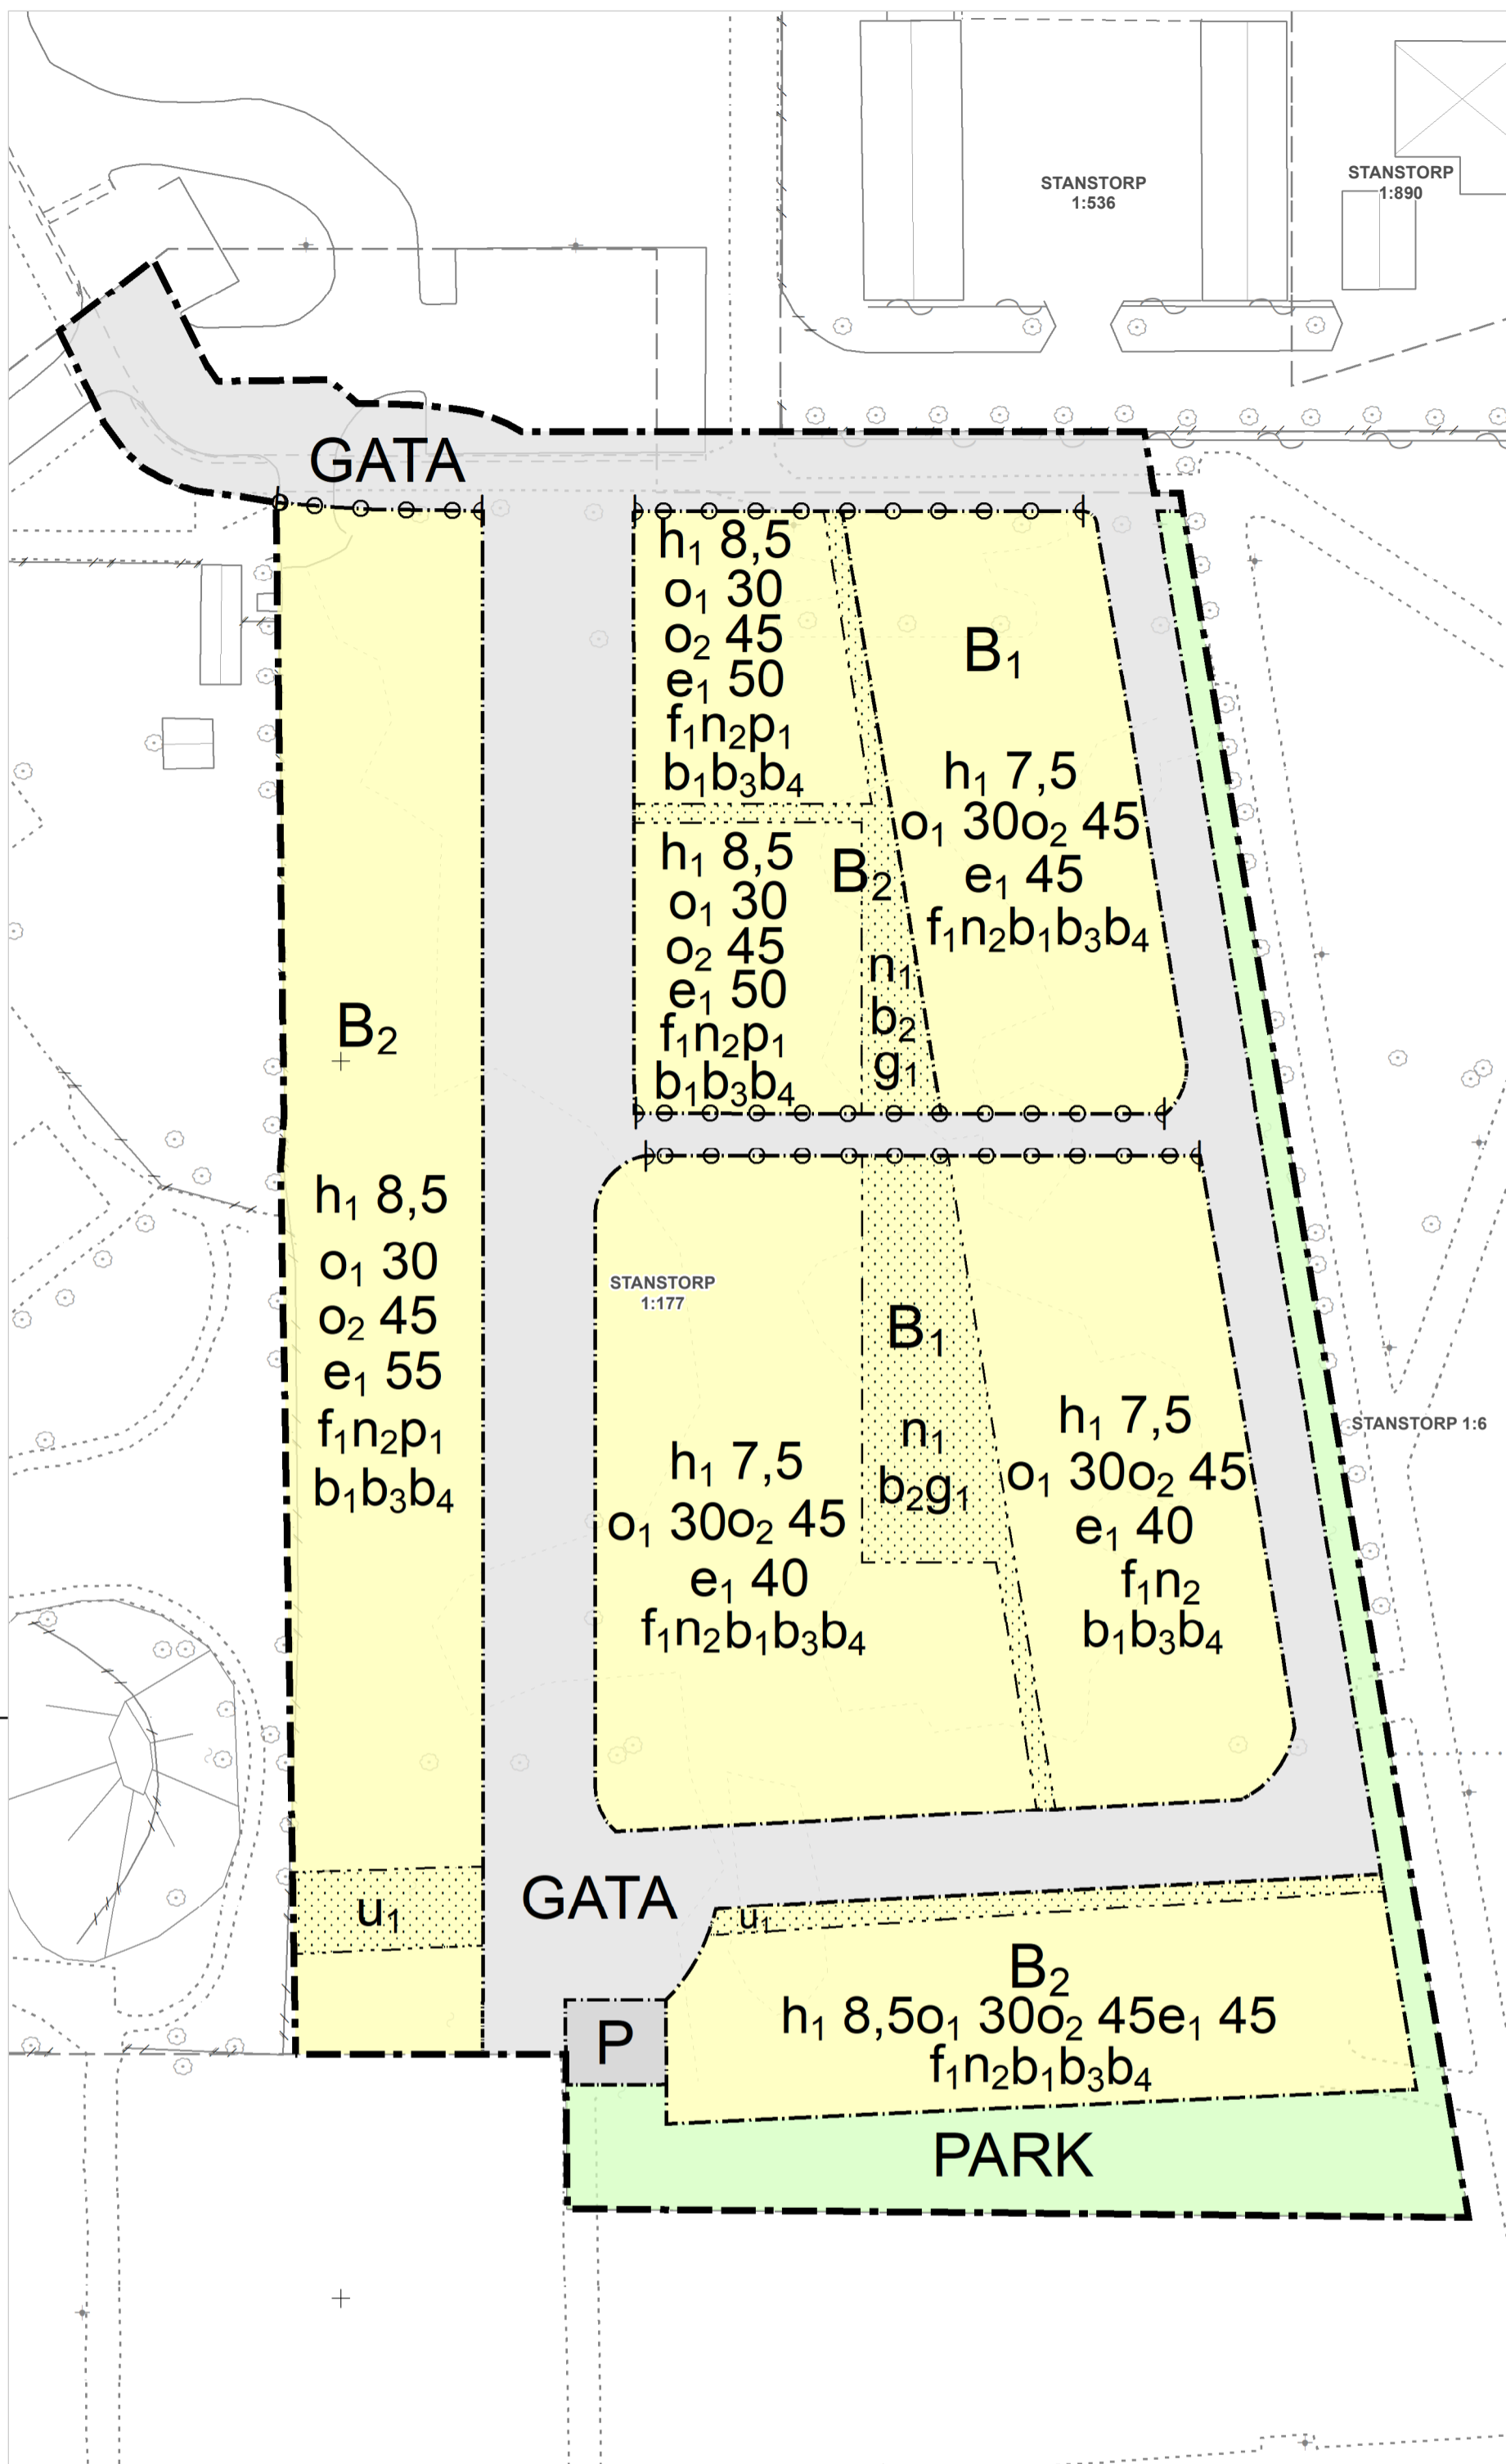 STANSTORP
1:536
STANSTORP
1:890
GATA
h₁ 8,5
o₁ 30
o₂ 45
e₁ 50
f₁n₂p₁
b₁b₃b₄
B₁
h₁ 7,5
o₁ 30o₂ 45
e₁ 45
f₁n₂b₁b₃b₄
h₁ 8,5
o₁ 30
o₂ 45
e₁ 50
f₁n₂p₁
b₁b₃b₄
B₂
n₁
b₂
g₁
B₂
h₁ 8,5
o₁ 30
o₂ 45
e₁ 55
f₁n₂p₁
b₁b₃b₄
STANSTORP
1:177
B₁
n₁
b₂g₁
h₁ 7,5
o₁ 30o₂ 45
e₁ 40
f₁n₂b₁b₃b₄
h₁ 7,5
o₁ 30o₂ 45
e₁ 40
f₁n₂
b₁b₃b₄
STANSTORP 1:6
u₁
GATA
u₁
B₂
h₁ 8,5o₁ 30o₂ 45e₁ 45
f₁n₂b₁b₃b₄
P
PARK